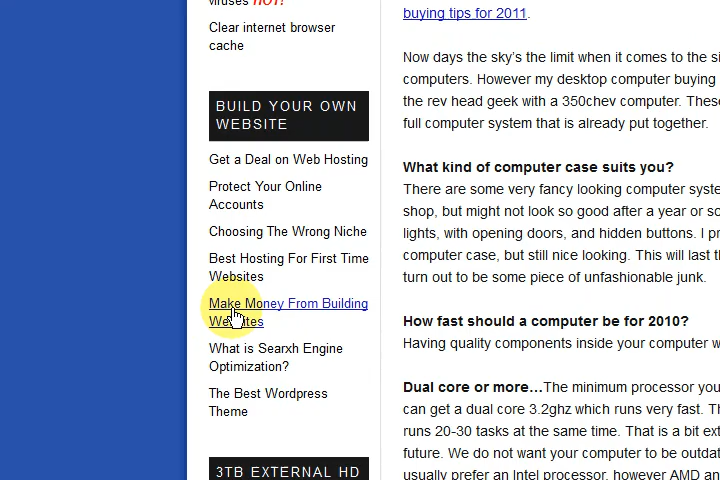 viruses HOT!
Clear internet browser
cache
BUILD YOUR OWN
WEBSITE
Get a Deal on Web Hosting
Protect Your Online
Accounts
Choosing The Wrong Niche
Best Hosting For First Time
Websites
Make Money From Building
Websites
What is Searxh Engine
Optimization?
The Best Wordpress
Theme
3TB EXTERNAL HD
buying tips for 2011.
Now days the sky's the limit when it comes to the si
computers. However my desktop computer buying
the rev head geek with a 350chev computer. These
full computer system that is already put together.
What kind of computer case suits you?
There are some very fancy looking computer syste
shop, but might not look so good after a year or so
lights, with opening doors, and hidden buttons. I pr
computer case, but still nice looking. This will last th
turn out to be some piece of unfashionable junk.
How fast should a computer be for 2010?
Having quality components inside your computer w
Dual core or more…The minimum processor you
can get a dual core 3.2ghz which runs very fast. Th
runs 20-30 tasks at the same time. That is a bit ext
future. We do not want your computer to be outdat
usually prefer an Intel processor, however AMD an